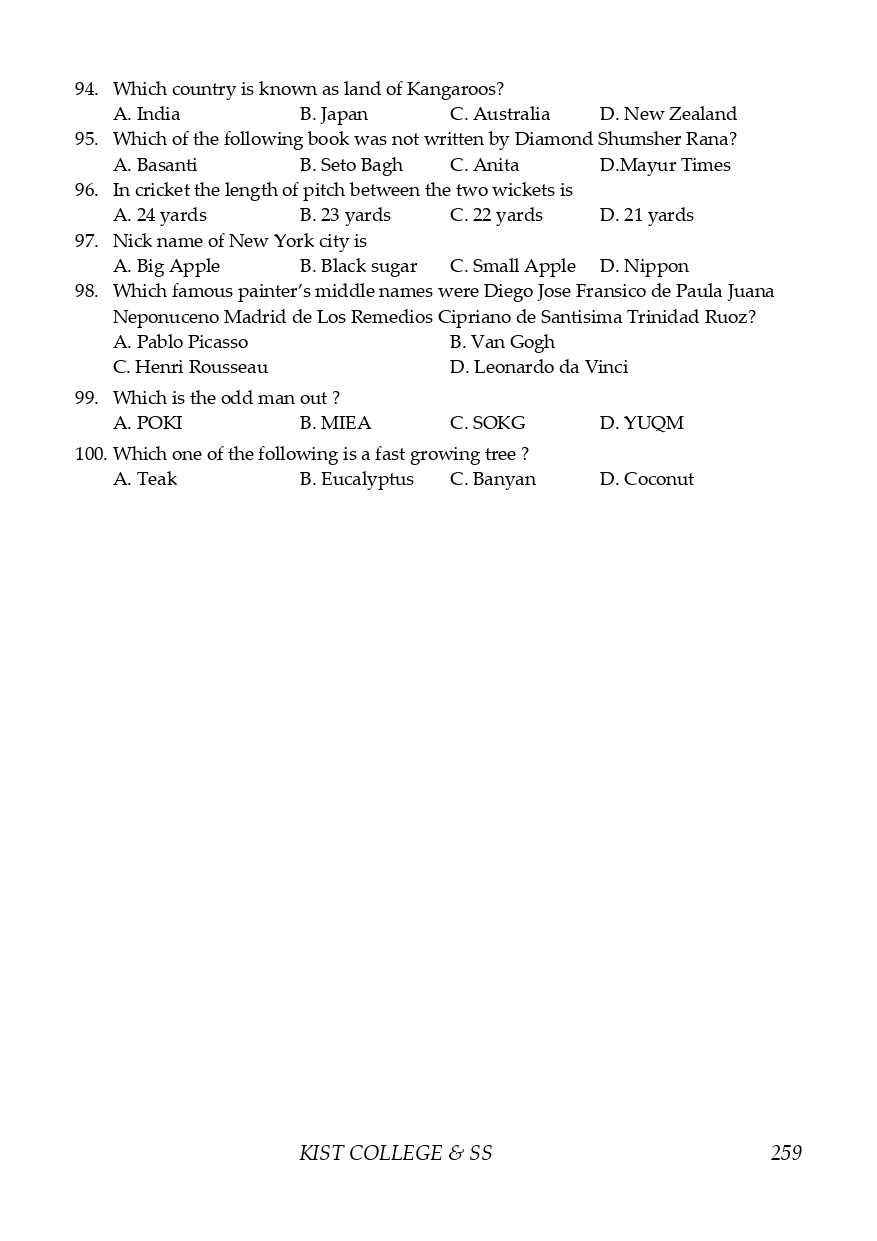 94. Which country is known as land of Kangaroos?
A. India B. Japan C. Australia D. New Zealand
95. Which of the following book was not written by Diamond Shumsher Rana?
A. Basanti B. Seto Bagh C. Anita D.Mayur Times
96. In cricket the length of pitch between the two wickets is
A. 24 yards B. 23 yards C. 22 yards D. 21 yards
97. Nick name of New York city is
A. Big Apple B. Black sugar C. Small Apple D. Nippon
98. Which famous painter’s middle names were Diego Jose Fransico de Paula Juana
Neponuceno Madrid de Los Remedios Cipriano de Santisima Trinidad Ruoz?
A. Pablo Picasso B. Van Gogh
C. Henri Rousseau D. Leonardo da Vinci
99. Which is the odd man out ?
A. POKI B. MIEA C. SOKG D. YUQM
100. Which one of the following is a fast growing tree ?
A. Teak B. Eucalyptus C. Banyan D. Coconut
KIST COLLEGE & SS 259